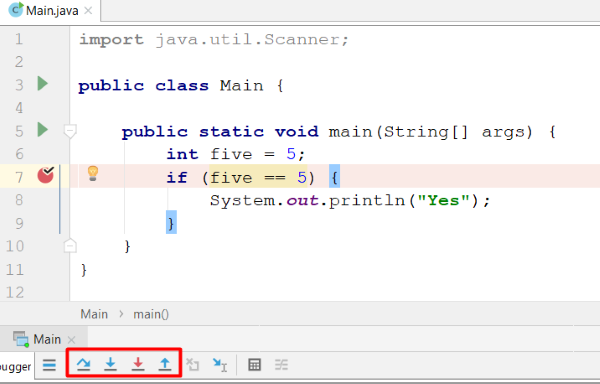 Main.java
1 import java.util.Scanner;
2
3 public class Main {
4
5 public static void main(String[] args) {
6 int five = 5;
7 if (five == 5) {
8 System.out.println("Yes");
9 }
10 }
11 }
12
Main > main()
Main
bugger